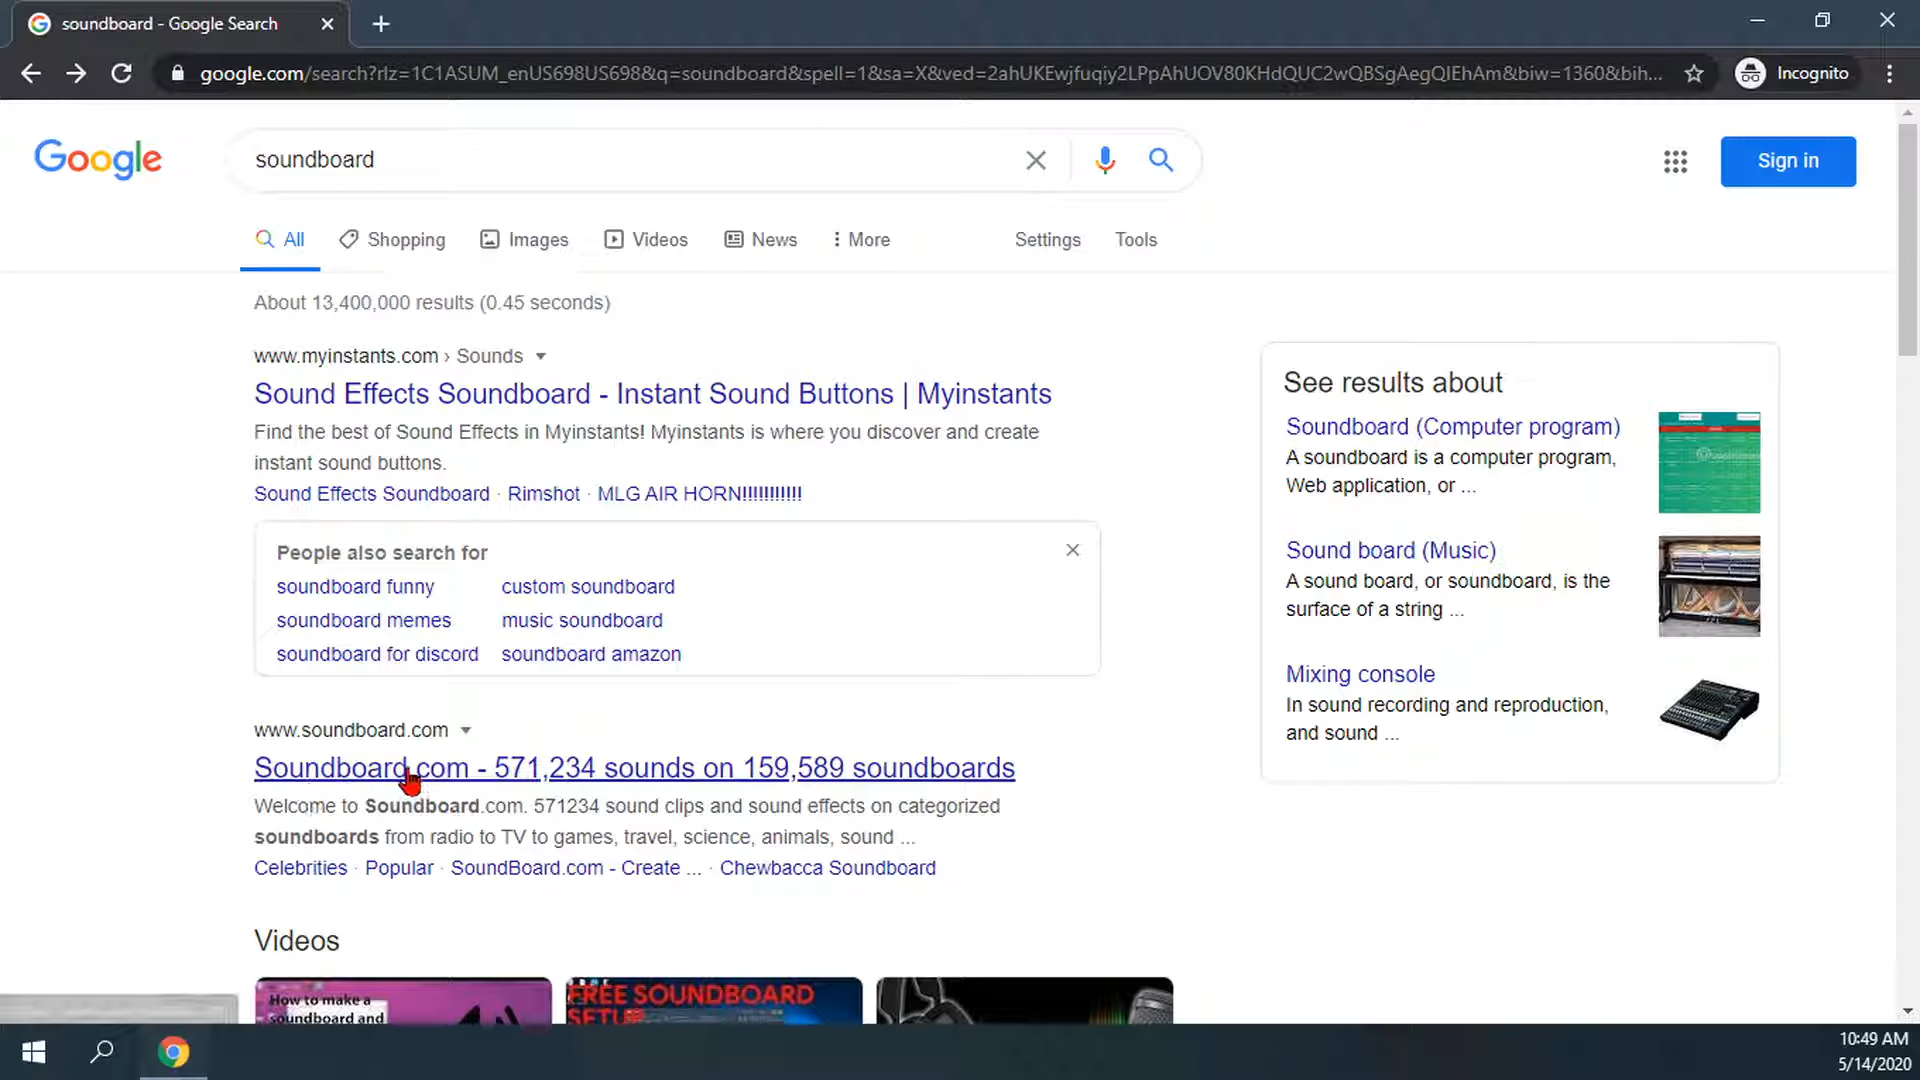 soundboard - Google Search
google.com/search?rlz=1C1ASUM_enUS698US698&q=soundboard&spell=1&sa=X&ved=2ahUKEwjfuqiy2LPpAhUOV80KHdQUC2wQBSgAegQIEhAm&biw=1360&bih...
Incognito
Google
soundboard
Sign in
All
Shopping
Images
Videos
News
More
Settings
Tools
About 13,400,000 results (0.45 seconds)
www.myinstants.com › Sounds
Sound Effects Soundboard - Instant Sound Buttons | Myinstants
Find the best of Sound Effects in Myinstants! Myinstants is where you discover and create
instant sound buttons.
Sound Effects Soundboard · Rimshot · MLG AIR HORN!!!!!!!!!!!
People also search for
soundboard funny custom soundboard
soundboard memes music soundboard
soundboard for discord soundboard amazon
www.soundboard.com
Soundboard.com - 571,234 sounds on 159,589 soundboards
Welcome to Soundboard.com. 571234 sound clips and sound effects on categorized
soundboards from radio to TV to games, travel, science, animals, sound ...
Celebrities · Popular · SoundBoard.com - Create ... · Chewbacca Soundboard
Videos
How to make a
soundboard and
FREE SOUNDBOARD
SETUP
See results about
Soundboard (Computer program)
A soundboard is a computer program,
Web application, or ...
Sound board (Music)
A sound board, or soundboard, is the
surface of a string ...
Mixing console
In sound recording and reproduction,
and sound ...
10:49 AM
5/14/2020